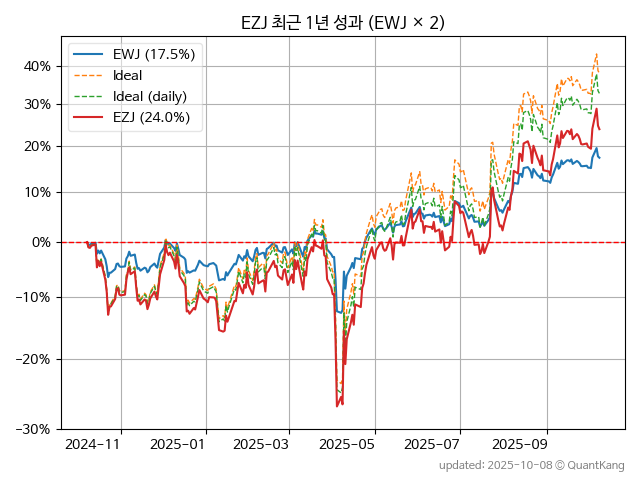 EZJ 최근 1년 성과 (EWJ × 2)
EWJ (17.5%)
Ideal
Ideal (daily)
EZJ (24.0%)
40%
30%
20%
10%
0%
−10%
−20%
−30%
2024−11
2025−01
2025−03
2025−05
2025−07
2025−09
updated: 2025-10-08 © QuantKang